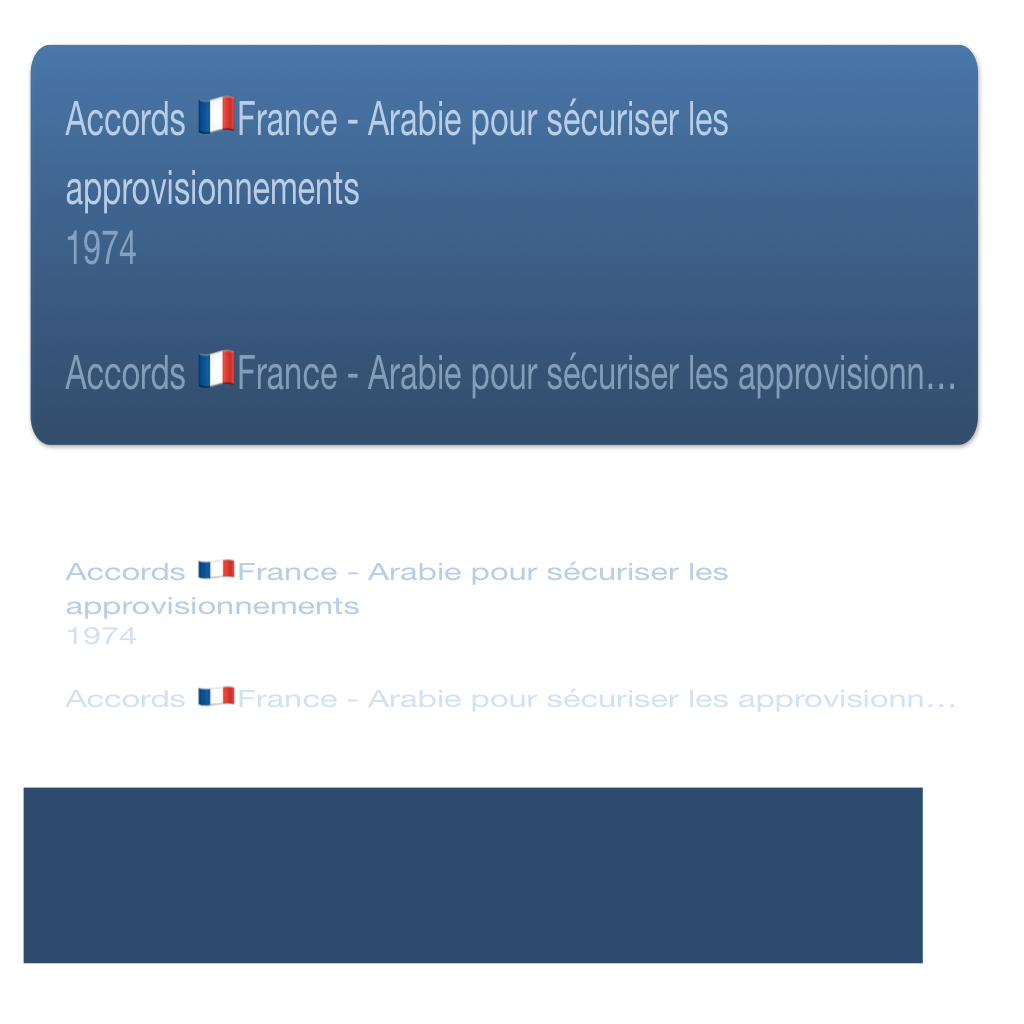 Accords 🇫🇷France - Arabie pour sécuriser les
approvisionnements
1974
Accords 🇫🇷France - Arabie pour sécuriser les approvisionn...
Accords 🇫🇷France - Arabie pour sécuriser les
approvisionnements
1974
Accords 🇫🇷France - Arabie pour sécuriser les approvisionn...